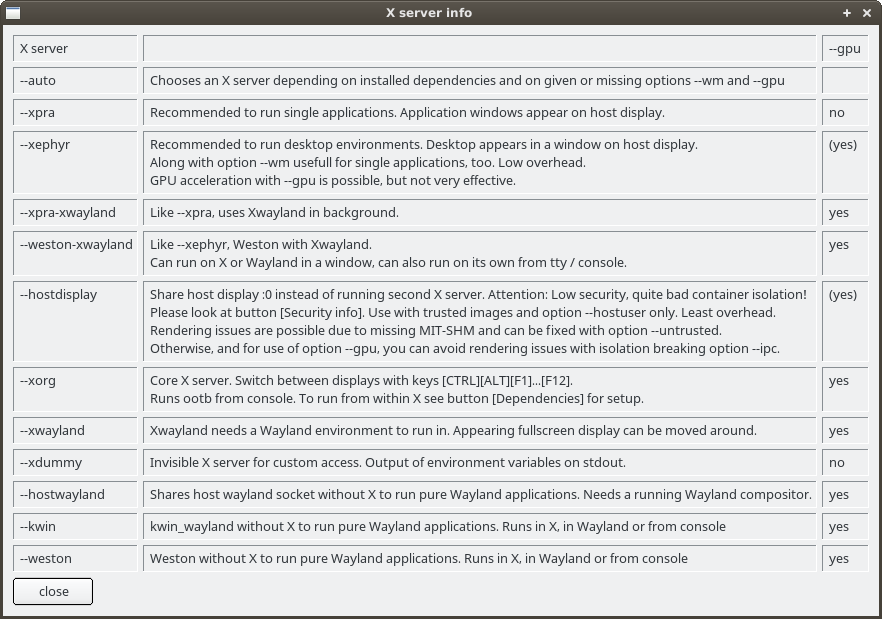 X server info
X server --gpu
--auto Chooses an X server depending on installed dependencies and on given or missing options --wm and --gpu
--xpra Recommended to run single applications. Application windows appear on host display. no
--xephyr Recommended to run desktop environments. Desktop appears in a window on host display. (yes)
Along with option --wm usefull for single applications, too. Low overhead.
GPU acceleration with --gpu is possible, but not very effective.
--xpra-xwayland Like --xpra, uses Xwayland in background. yes
--weston-xwayland Like --xephyr, Weston with Xwayland. yes
Can run on X or Wayland in a window, can also run on its own from tty / console.
--hostdisplay Share host display :0 instead of running second X server. Attention: Low security, quite bad container isolation! (yes)
Please look at button [Security info]. Use with trusted images and option --hostuser only. Least overhead.
Rendering issues are possible due to missing MIT-SHM and can be fixed with option --untrusted.
Otherwise, and for use of option --gpu, you can avoid rendering issues with isolation breaking option --ipc.
--xorg Core X server. Switch between displays with keys [CTRL][ALT][F1]...[F12]. yes
Runs ootb from console. To run from within X see button [Dependencies] for setup.
--xwayland Xwayland needs a Wayland environment to run in. Appearing fullscreen display can be moved around. yes
--xdummy Invisible X server for custom access. Output of environment variables on stdout. no
--hostwayland Shares host wayland socket without X to run pure Wayland applications. Needs a running Wayland compositor. yes
--kwin kwin_wayland without X to run pure Wayland applications. Runs in X, in Wayland or from console yes
--weston Weston without X to run pure Wayland applications. Runs in X, in Wayland or from console yes
close